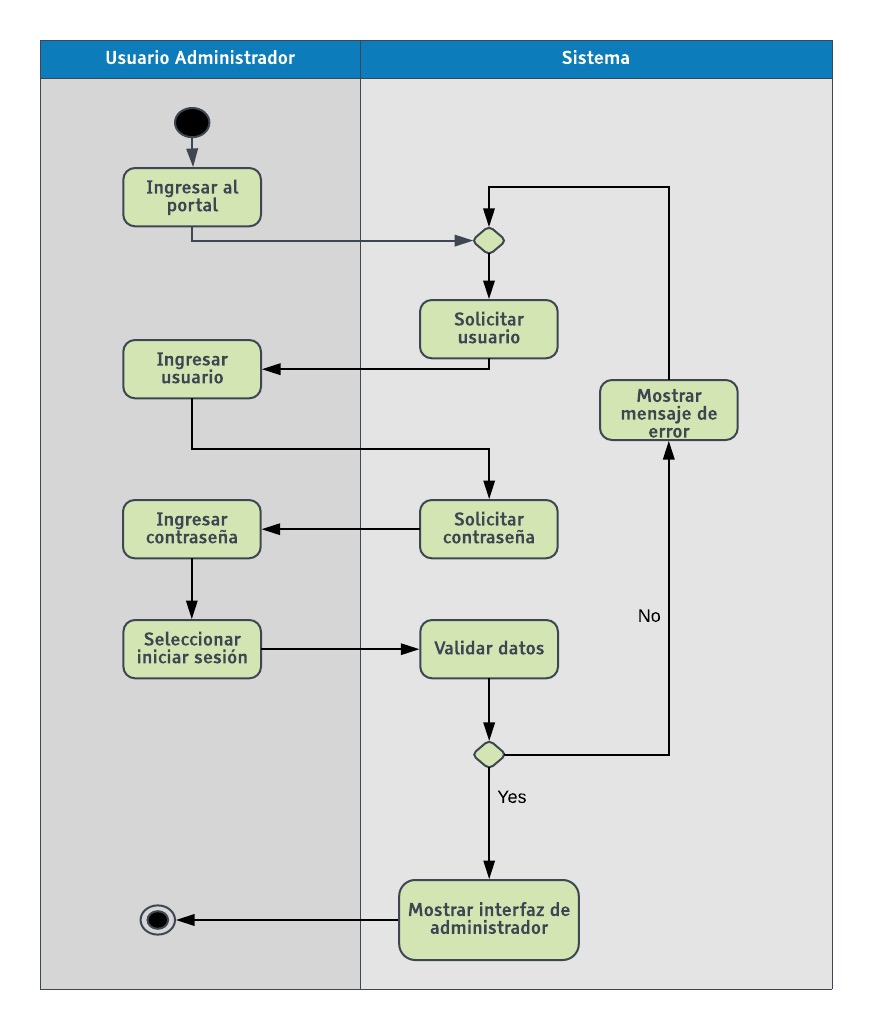 Usuario Administrador
Sistema
Ingresar al
portal
Solicitar
usuario
Ingresar
usuario
Mostrar
mensaje de
error
Solicitar
contraseña
Ingresar
contraseña
Seleccionar
iniciar sesión
Validar datos
No
Yes
Mostrar interfaz de
administrador